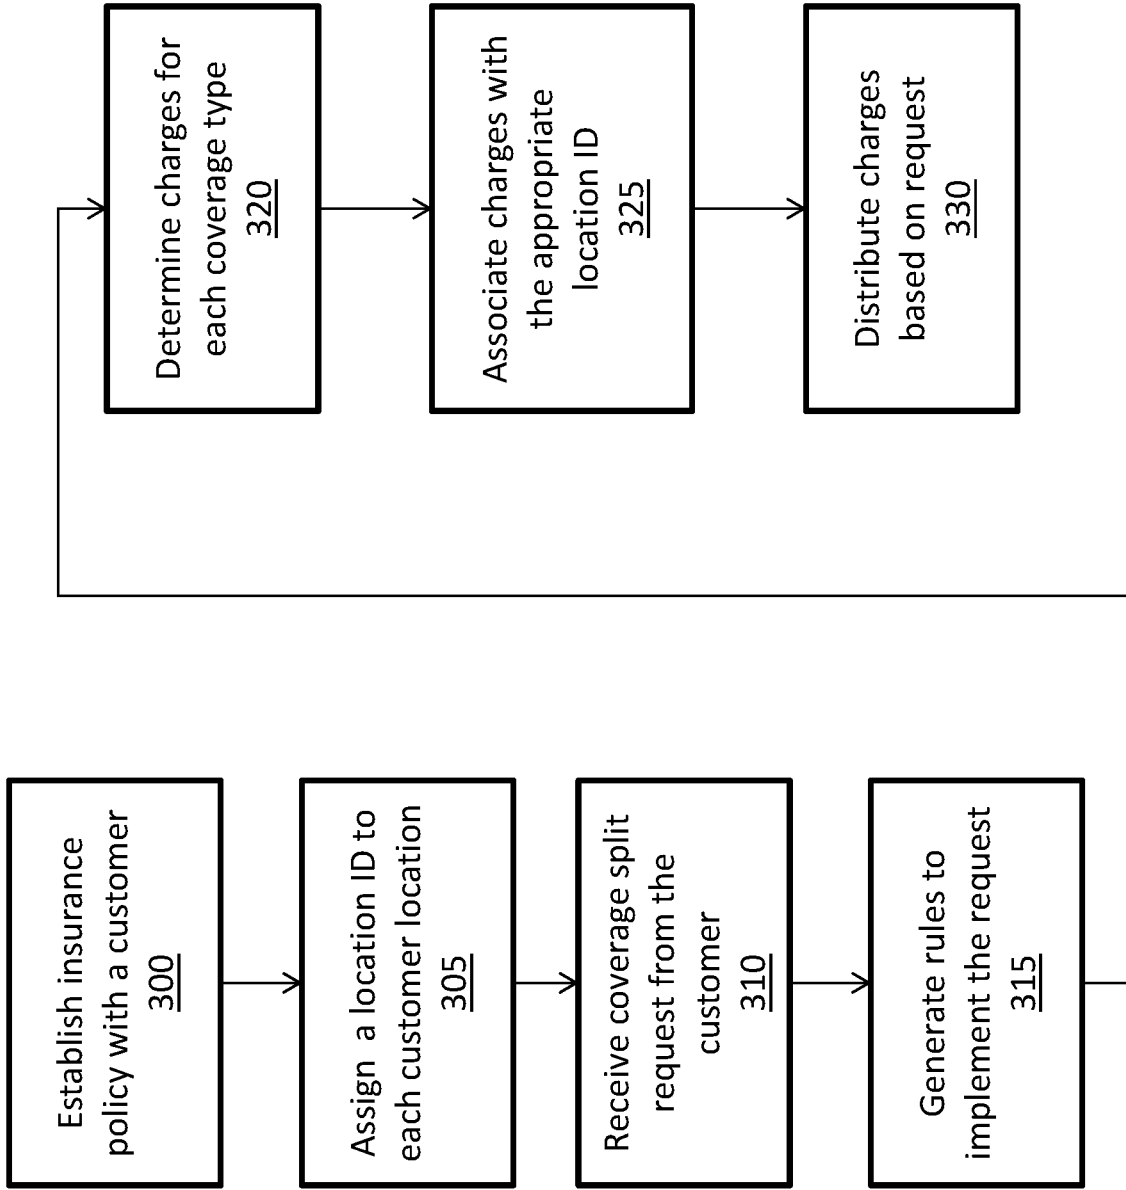 Establish insurance
policy with a customer
300
Assign a location ID to
each customer location
305
Receive coverage split
request from the
customer
310
Generate rules to
implement the request
315
Determine charges for
each coverage type
320
Associate charges with
the appropriate
location ID
325
Distribute charges
based on request
330